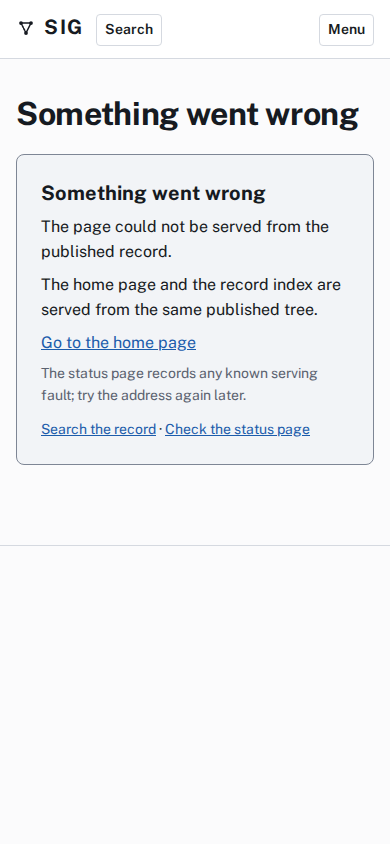 SIG
Search
Menu
Something went wrong
Something went wrong
The page could not be served from the
published record.
The home page and the record index are
served from the same published tree.
Go to the home page
The status page records any known serving
fault; try the address again later.
Search the record · Check the status page